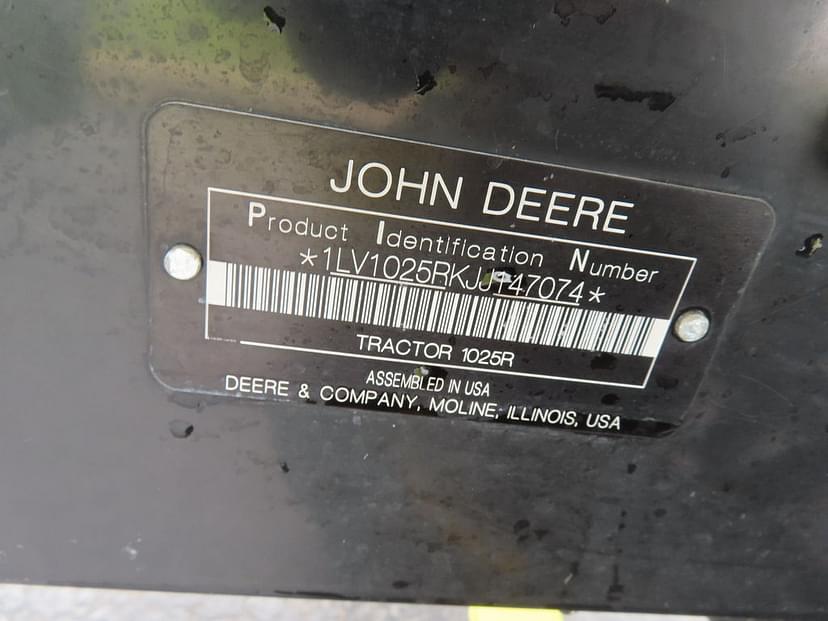 JOHN DEERE
Product Identification Number
*1LV1025RKJJ147074*
TRACTOR 1025R
ASSEMBLED IN USA
DEERE & COMPANY, MOLINE, ILLINOIS, USA